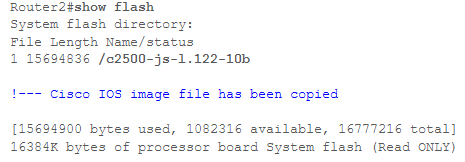 Router2#show flash
System flash directory:
File Length Name/status
1 15694836 /c2500-js-l.122-10b
!--- Cisco IOS image file has been copied
[15694900 bytes used, 1082316 available, 16777216 total]
16384K bytes of processor board System flash (Read ONLY)